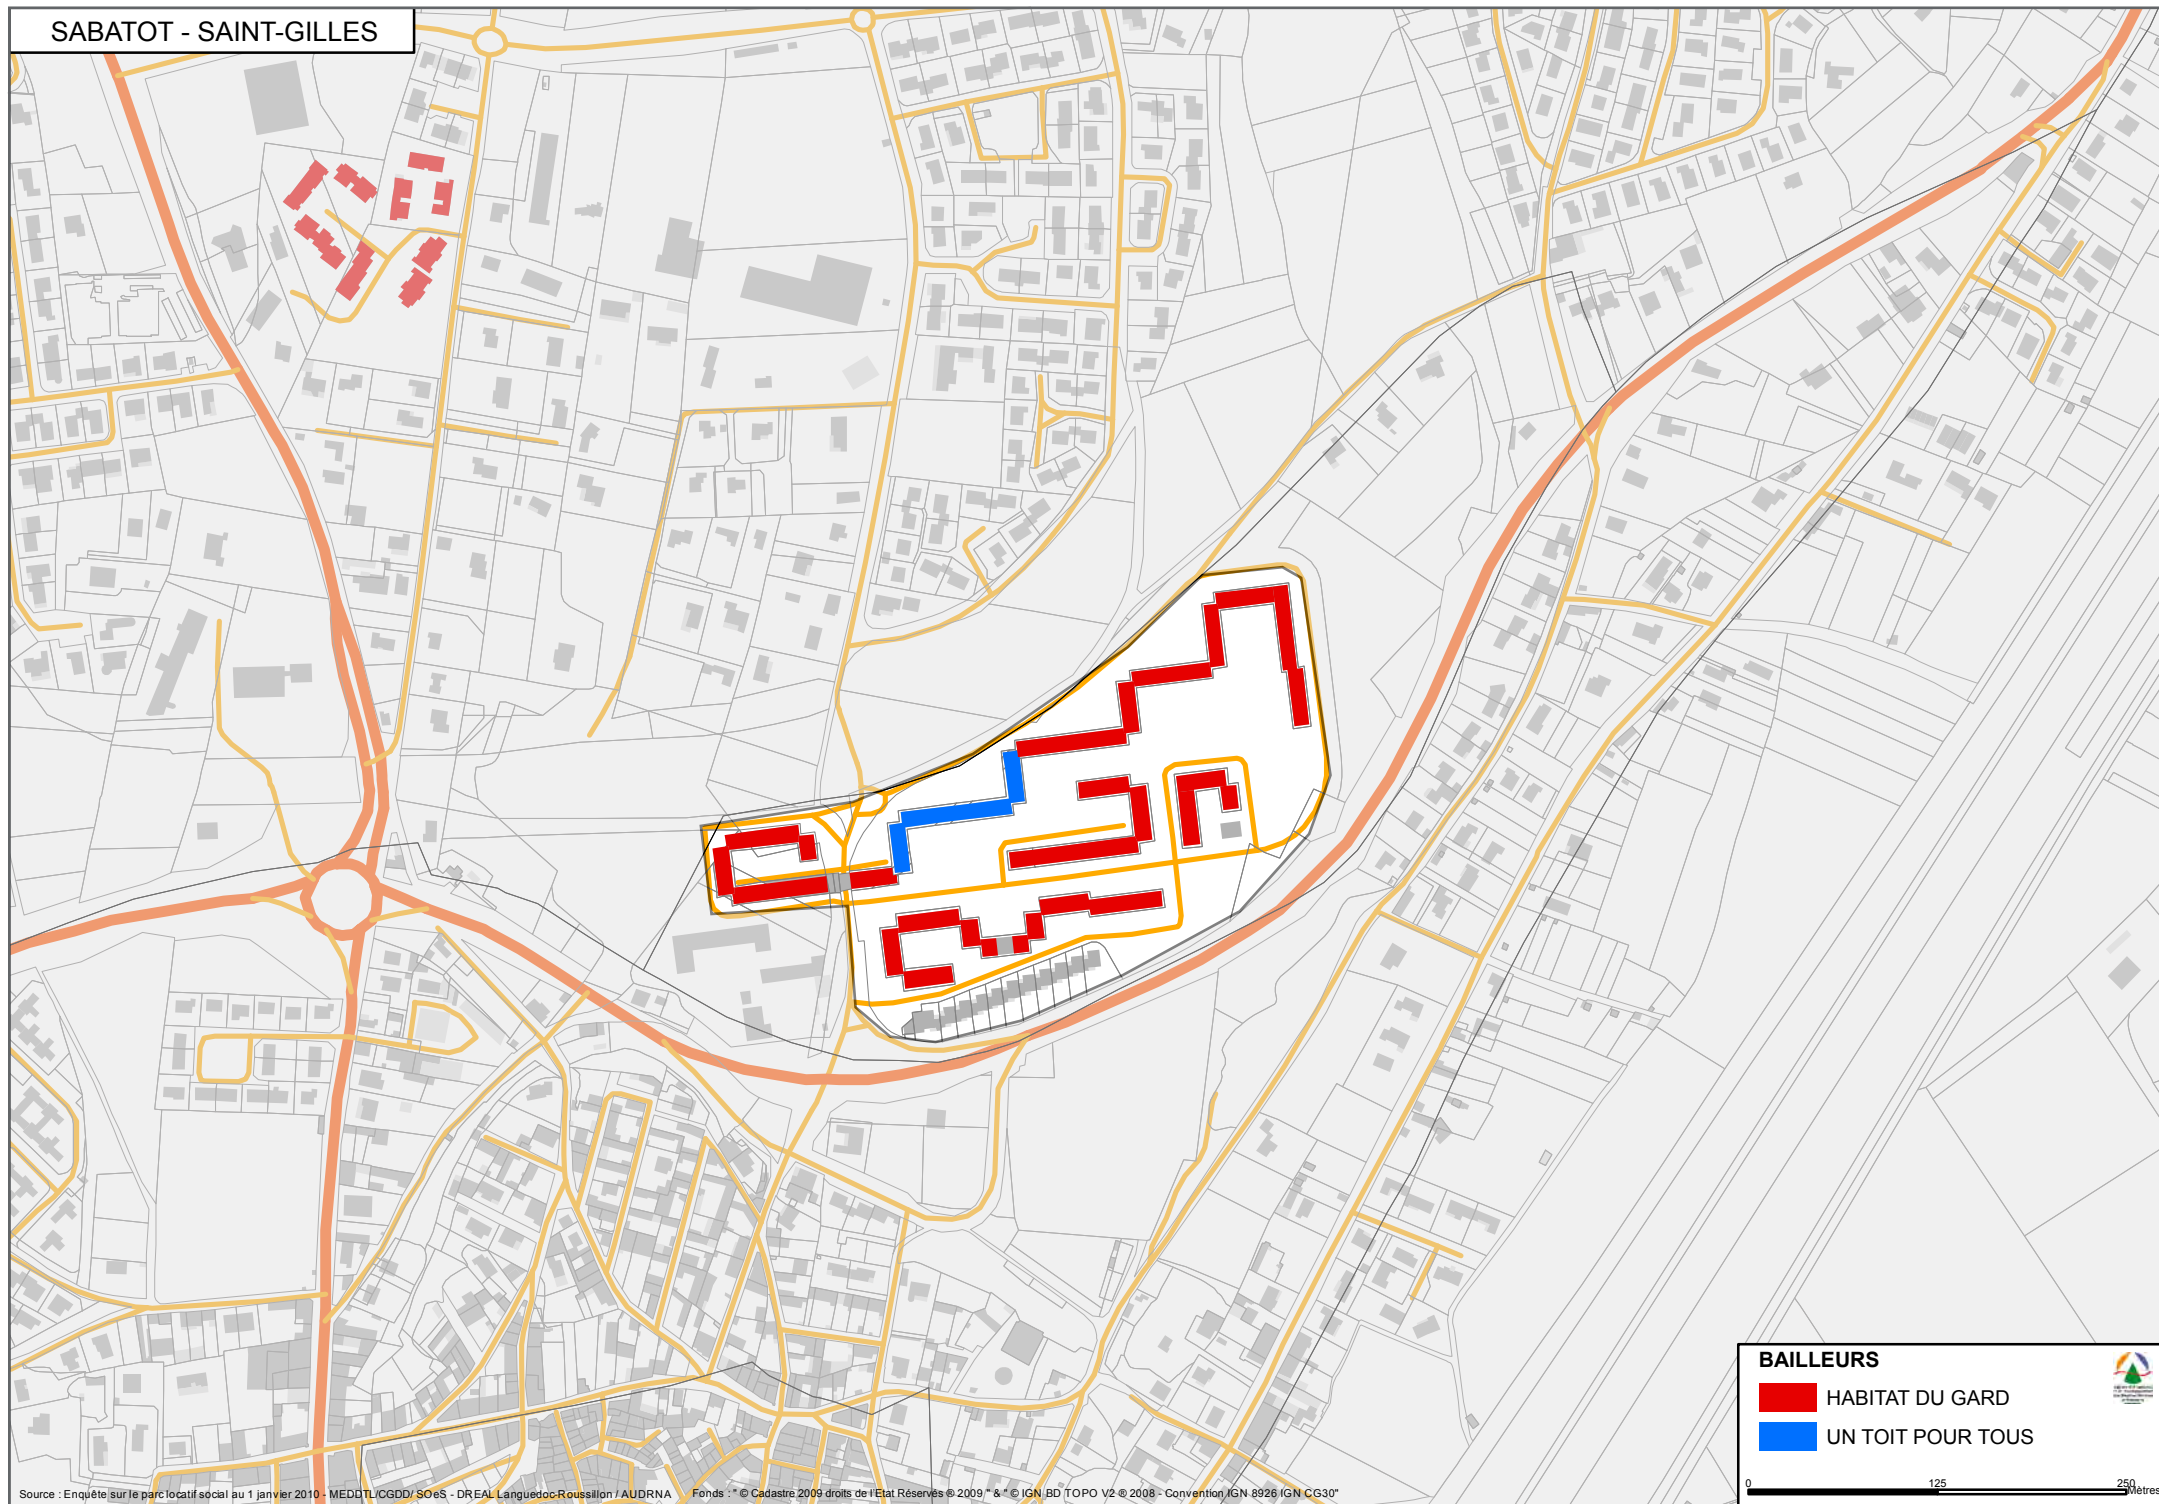 SABATOT - SAINT-GILLES
BAILLEURS
HABITAT DU GARD
UN TOIT POUR TOUS
0 125 250 Mètres
Source : Enquête sur le parc locatif social au 1 janvier 2010 - MEDDTL/CGDD/ SOeS - DREAL Languedoc-Roussillon / AUDRNA Fonds : " © Cadastre 2009 droits de l'Etat Réservés ® 2009 " & " © IGN BD TOPO V2 ® 2008 - Convention IGN 8926 IGN CG30"